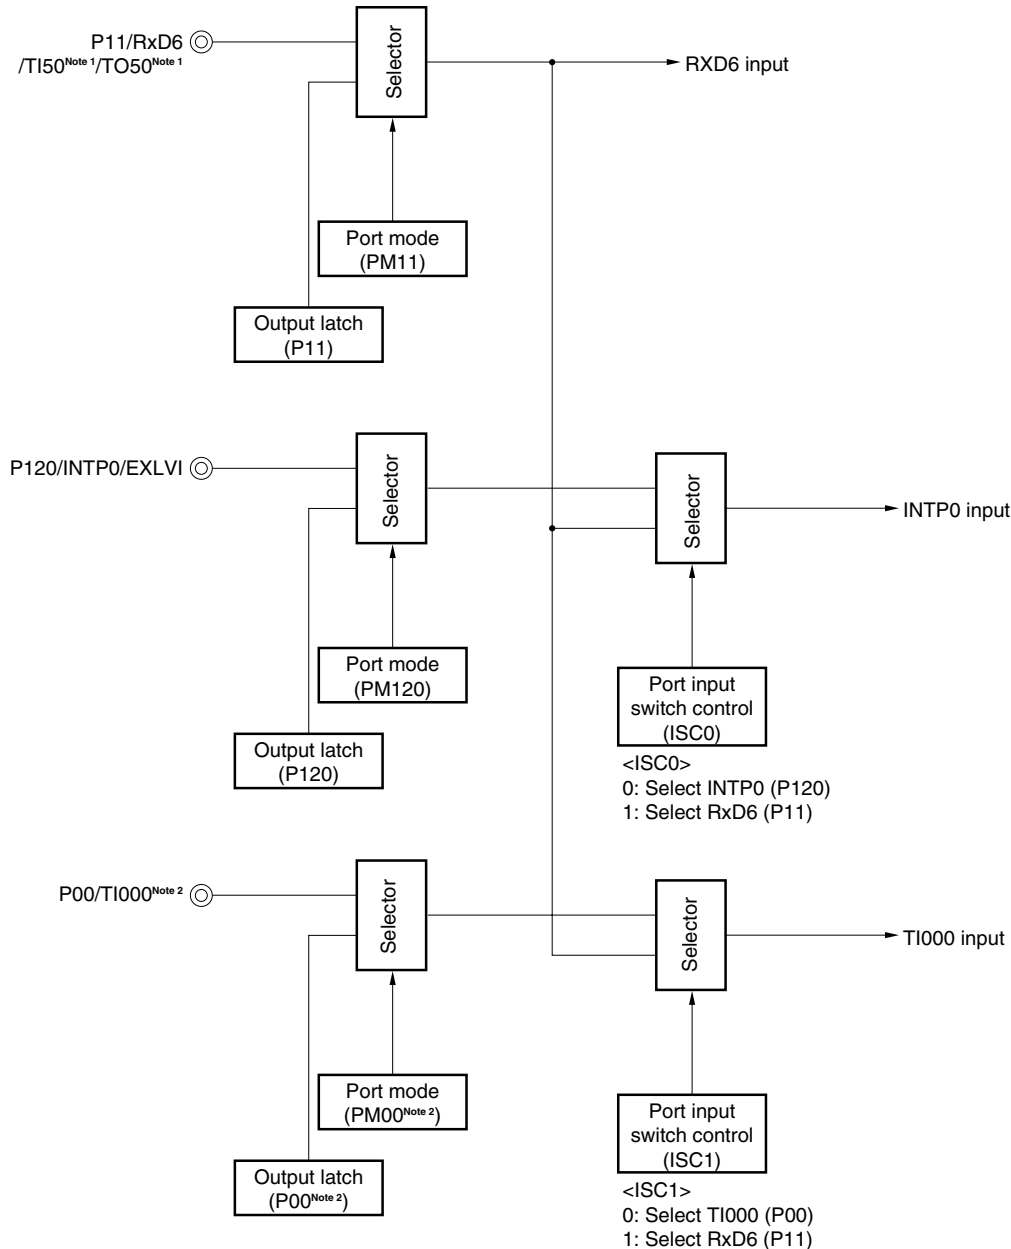 P11/RxD6
/TI50Note 1/TO50Note 1
Selector
RXD6 input
Port mode
(PM11)
Output latch
(P11)
P120/INTP0/EXLVI
Selector
Selector
INTP0 input
Port mode
(PM120)
Output latch
(P120)
Port input
switch control
(ISC0)
<ISC0>
0: Select INTP0 (P120)
1: Select RxD6 (P11)
P00/TI000Note 2
Selector
Selector
TI000 input
Port mode
(PM00Note 2)
Output latch
(P00Note 2)
Port input
switch control
(ISC1)
<ISC1>
0: Select TI000 (P00)
1: Select RxD6 (P11)